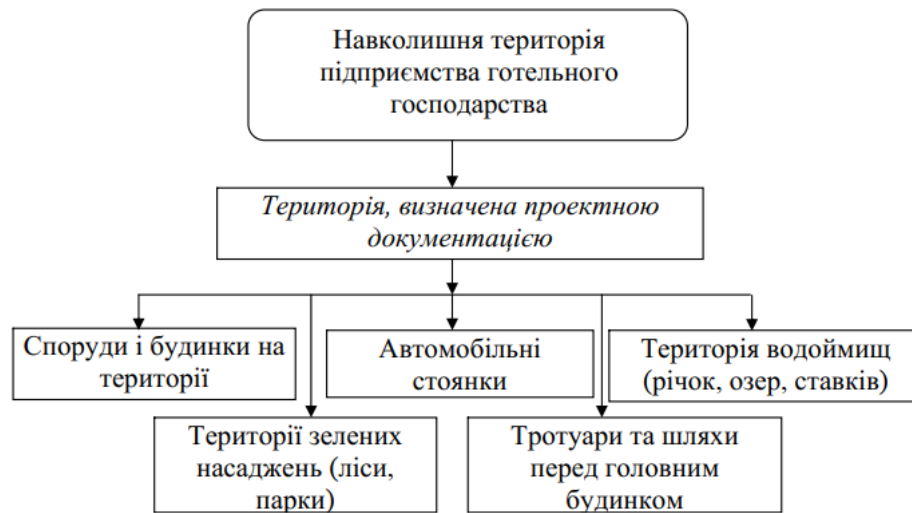 Навколишня територія
підприємства готельного
господарства
Територія, визначена проектною
документацією
Споруди і будинки на
території
Автомобільні
стоянки
Територія водоймищ
(річок, озер, ставків)
Території зелених
насаджень (ліси,
парки)
Тротуари та шляхи
перед головним
будинком